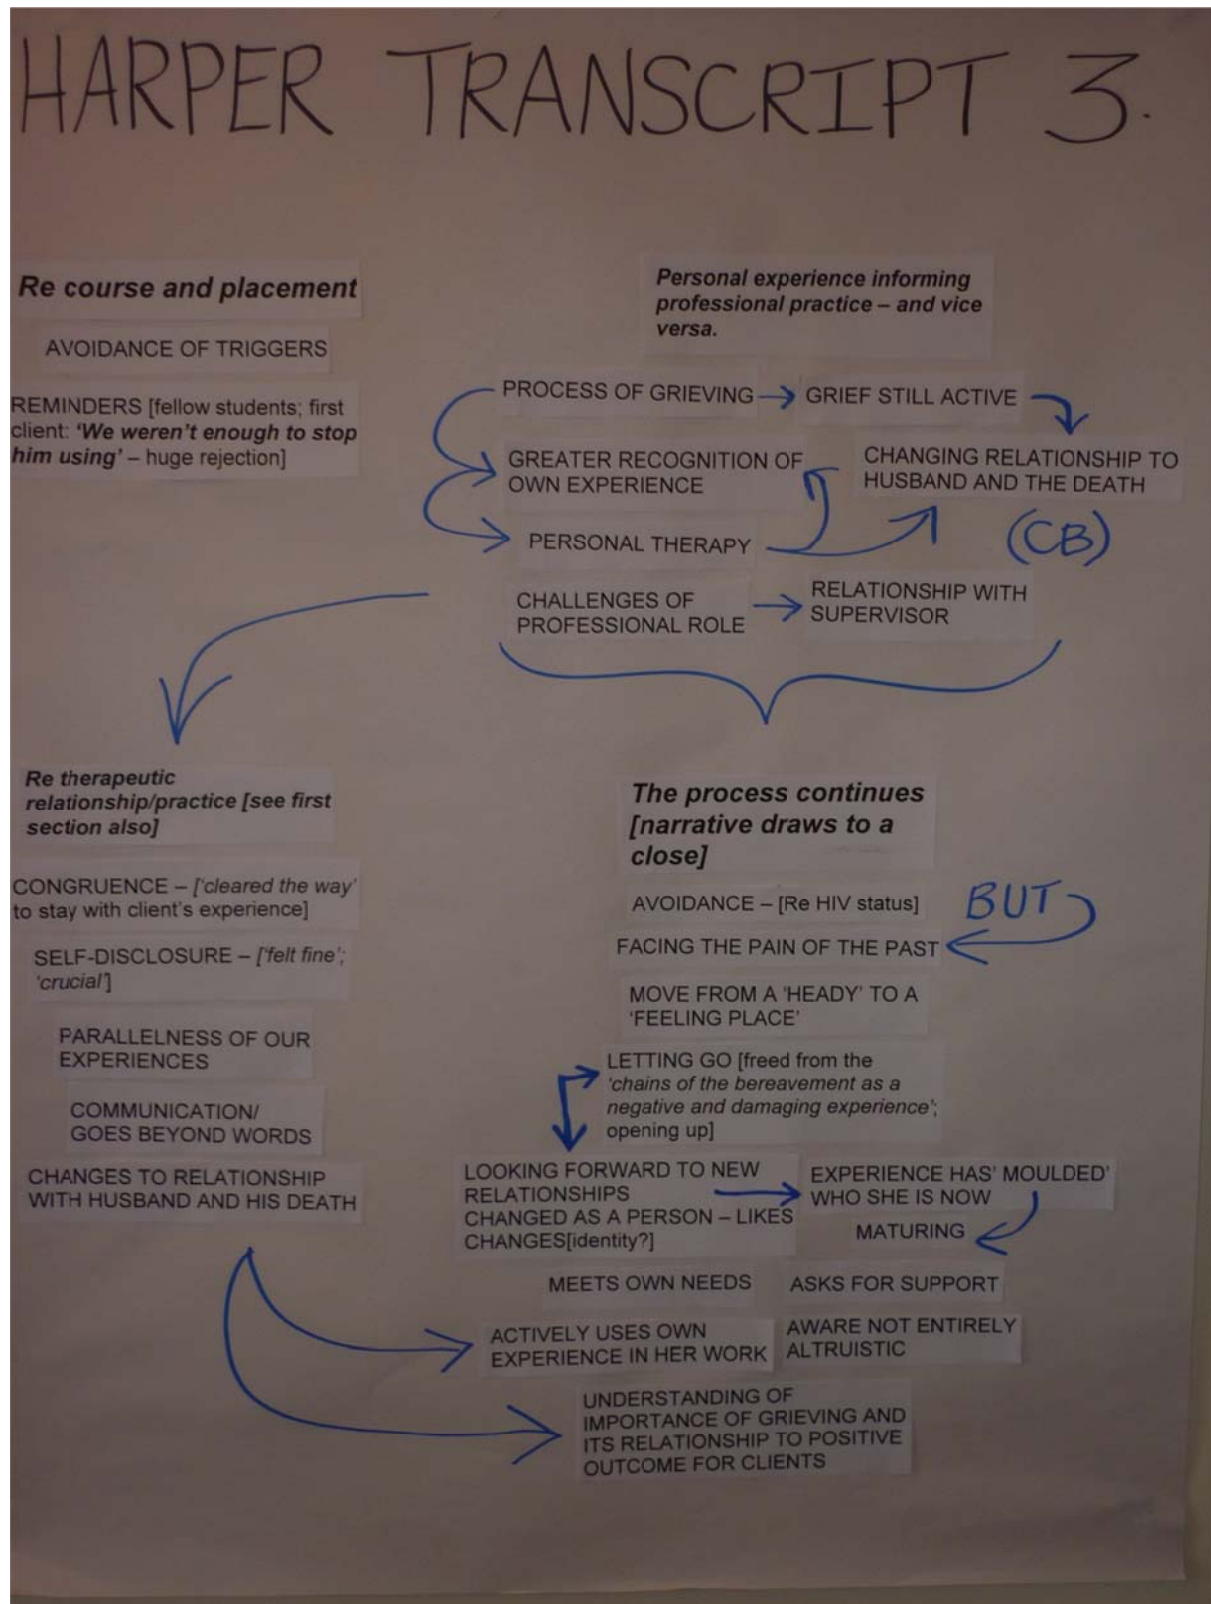 HARPER TRANSCRIPT 3.
Re course and placement
AVOIDANCE OF TRIGGERS
REMINDERS [fellow students; first
client: ‘We weren’t enough to stop
him using’ – huge rejection]
Personal experience informing
professional practice – and vice
versa.
PROCESS OF GRIEVING
GRIEF STILL ACTIVE
GREATER RECOGNITION OF
OWN EXPERIENCE
CHANGING RELATIONSHIP TO
HUSBAND AND THE DEATH
(CB)
PERSONAL THERAPY
CHALLENGES OF
PROFESSIONAL ROLE
RELATIONSHIP WITH
SUPERVISOR
Re therapeutic
relationship/practice [see first
section also]
CONGRUENCE – [‘cleared the way’
to stay with client’s experience]
SELF-DISCLOSURE – [‘felt fine’;
‘crucial’]
PARALLELNESS OF OUR
EXPERIENCES
COMMUNICATION/
GOES BEYOND WORDS
CHANGES TO RELATIONSHIP
WITH HUSBAND AND HIS DEATH
The process continues
[narrative draws to a
close]
AVOIDANCE – [Re HIV status]
BUT
FACING THE PAIN OF THE PAST
MOVE FROM A ‘HEADY’ TO A
‘FEELING PLACE’
LETTING GO [freed from the
‘chains of the bereavement as a
negative and damaging experience’;
opening up]
LOOKING FORWARD TO NEW
RELATIONSHIPS
CHANGED AS A PERSON – LIKES
CHANGES[identity?]
EXPERIENCE HAS’ MOULDED’
WHO SHE IS NOW
MATURING
MEETS OWN NEEDS
ASKS FOR SUPPORT
ACTIVELY USES OWN
EXPERIENCE IN HER WORK
AWARE NOT ENTIRELY
ALTRUISTIC
UNDERSTANDING OF
IMPORTANCE OF GRIEVING AND
ITS RELATIONSHIP TO POSITIVE
OUTCOME FOR CLIENTS